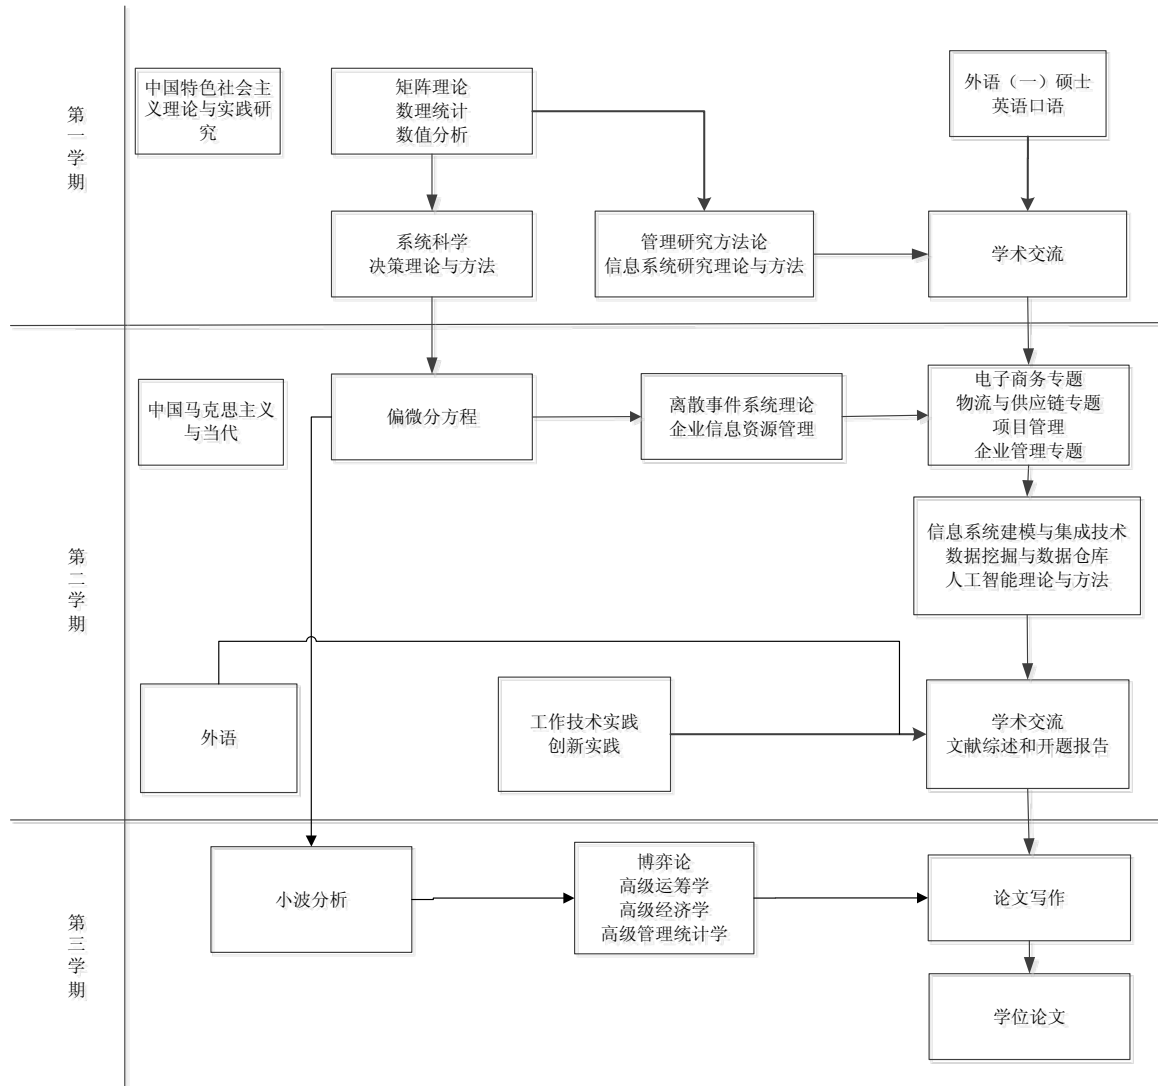 第一学期
中国特色社会主
义理论与实践研
究
矩阵理论
数理统计
数值分析
外语（一）硕士
英语口语
系统科学
决策理论与方法
管理研究方法论
信息系统研究理论与方法
学术交流
第二学期
中国马克思主义
与当代
偏微分方程
离散事件系统理论
企业信息资源管理
电子商务专题
物流与供应链专题
项目管理
企业管理专题
信息系统建模与集成技术
数据挖掘与数据仓库
人工智能理论与方法
外语
工作技术实践
创新实践
学术交流
文献综述和开题报告
第三学期
小波分析
博弈论
高级运筹学
高级经济学
高级管理统计学
论文写作
学位论文